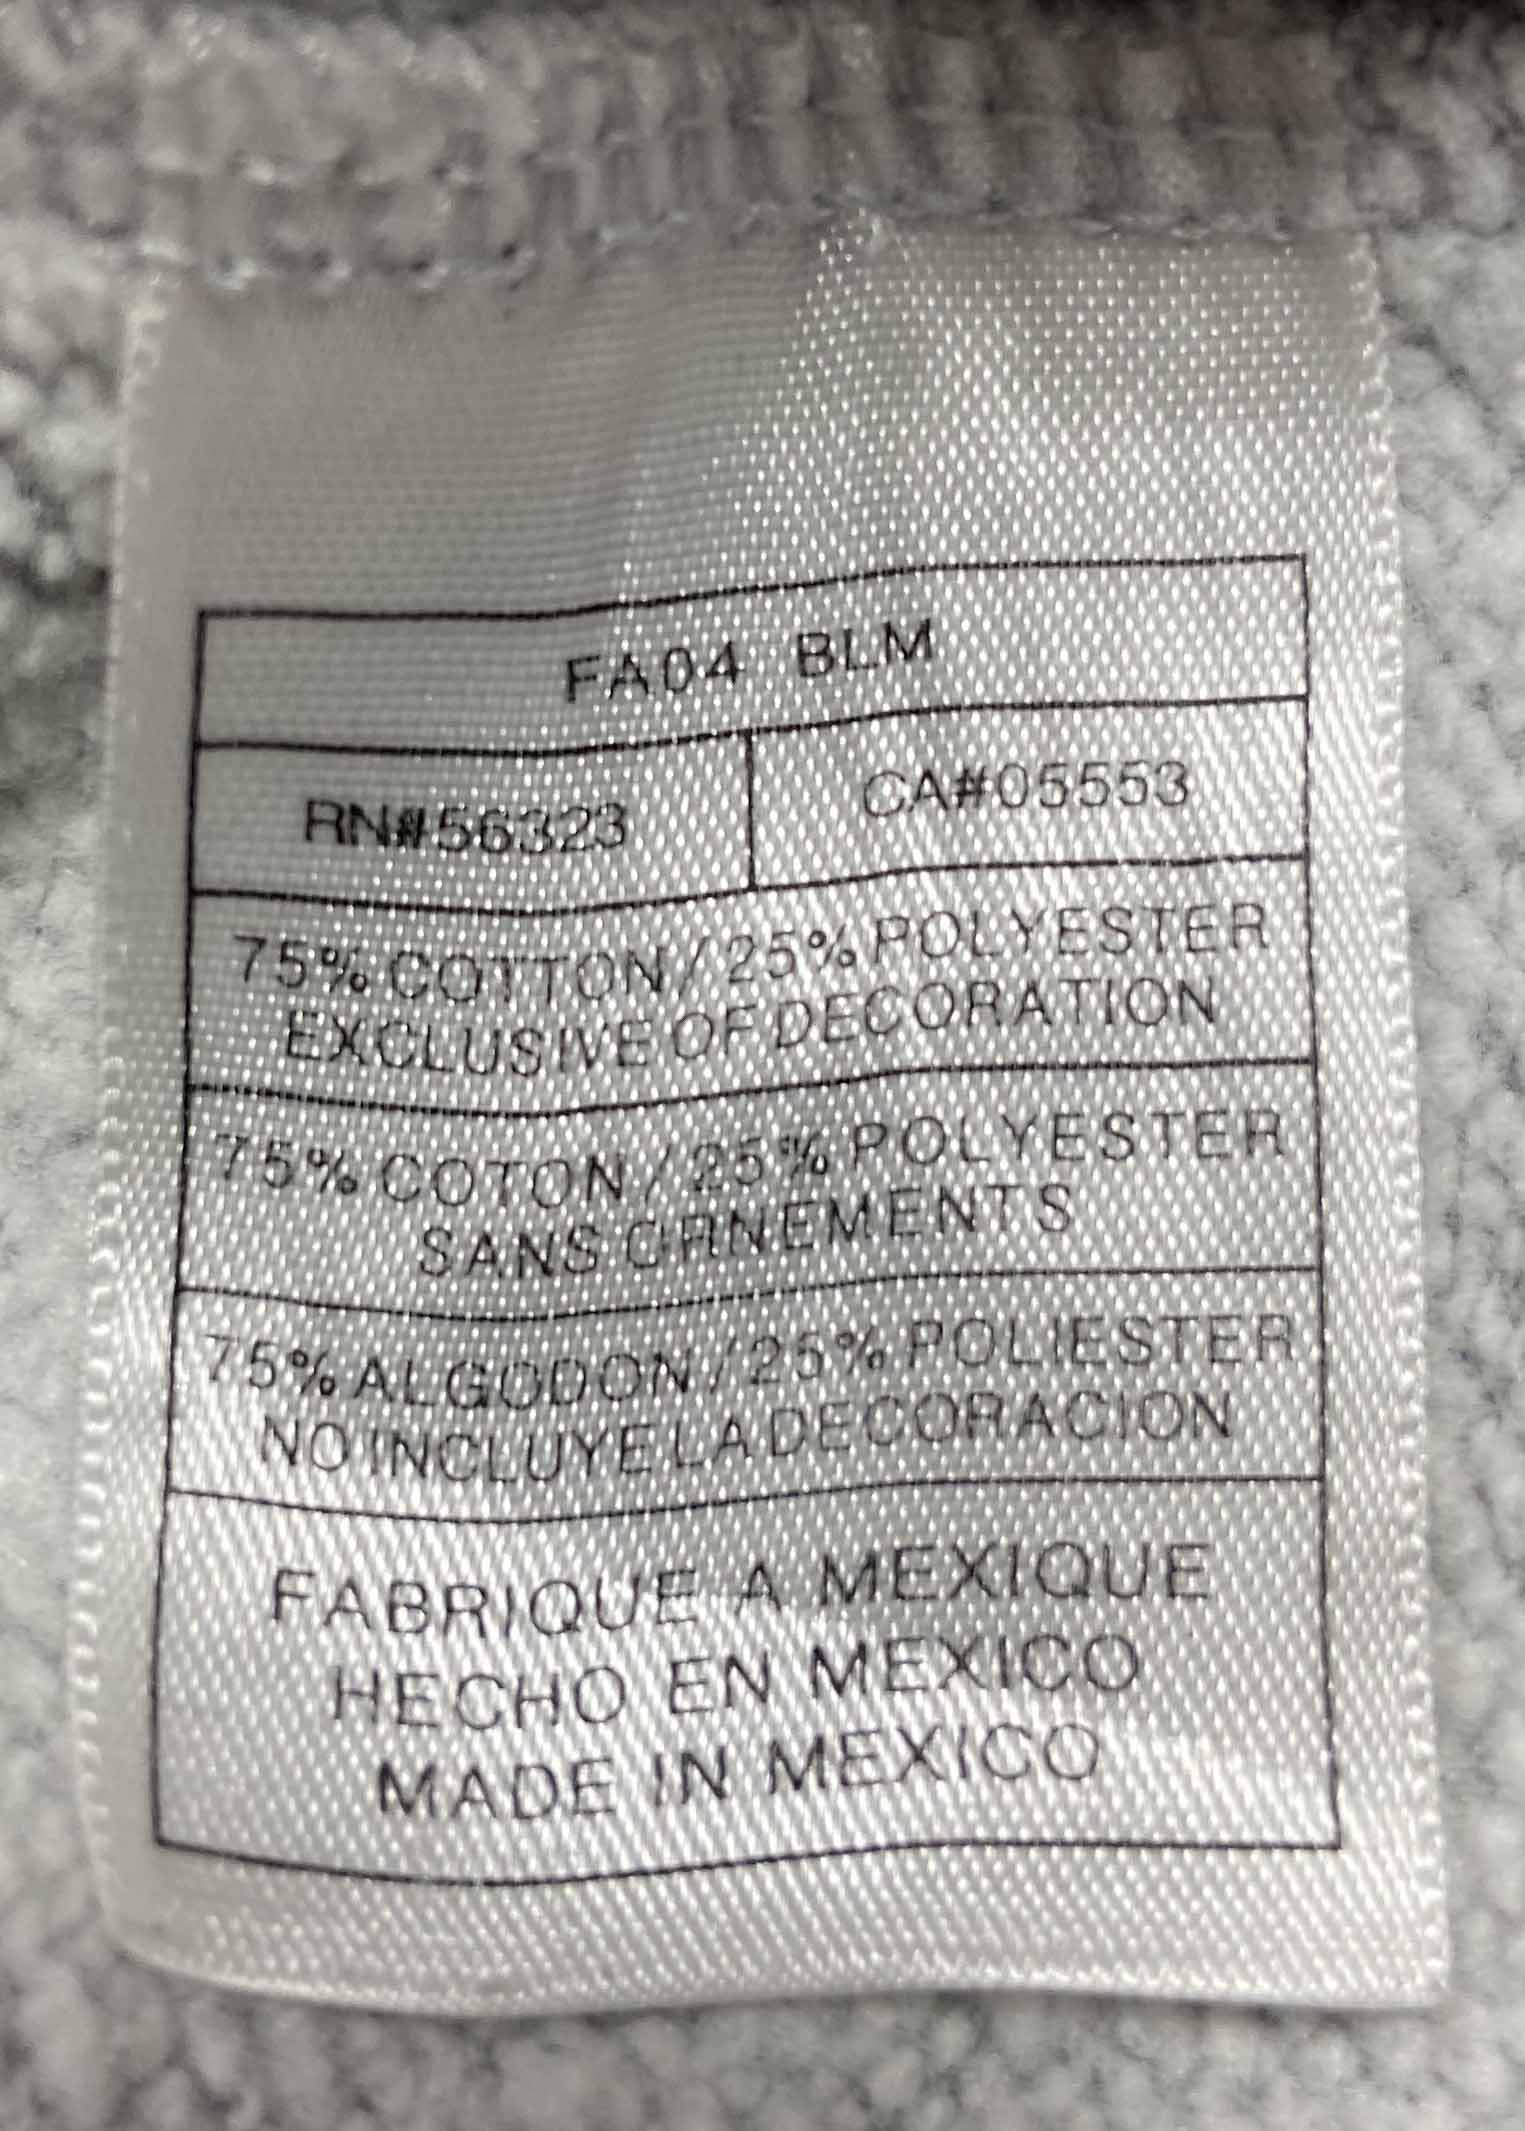 FA04 BLM
RN#56323 CA#05553
75% COTTON / 25% POLYESTER
EXCLUSIVE OF DECORATION
75% COTON / 25% POLYESTER
SANS ORNEMENTS
75% ALGODON / 25% POLIESTER
NO INCLUYE LA DECORACION
FABRIQUE A MEXIQUE
HECHO EN MEXICO
MADE IN MEXICO